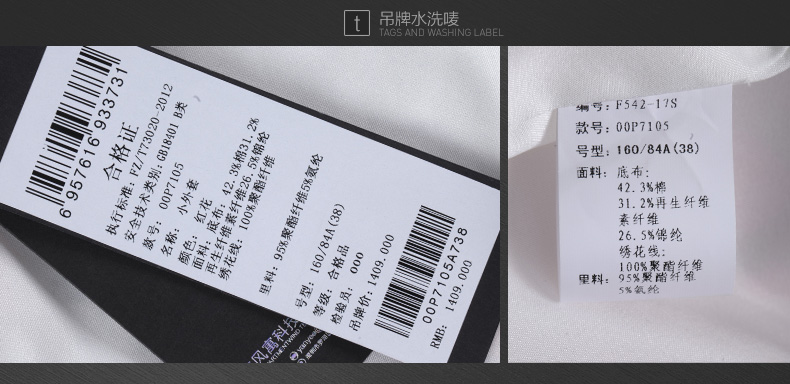 t
吊牌水洗唛
TAGS AND WASHING LABEL
6 957616 933731
合格证
执行标准: FZ/T73020-2012
安全技术类别: GB18401 B类
款号: 00P7105
名称: 小外套
颜色: 红花
面料: 底布: 42.3%棉31.2%
再生纤维素纤维26.5%锦纶
绣花线: 100%聚酯纤维
里料: 95%聚酯纤维5%氨纶
号型: 160/84A(38)
等级: 合格品
检验员: 000
吊牌价: 1409.000
00P7105A738
RMB: 1409.000
风寓科技
编号: F542-17S
款号: 00P7105
号型: 160/84A(38)
面料: 底布:
42.3%棉
31.2%再生纤维
素纤维
26.5%锦纶
绣花线:
100%聚酯纤维
里料: 95%聚酯纤维
5%氨纶